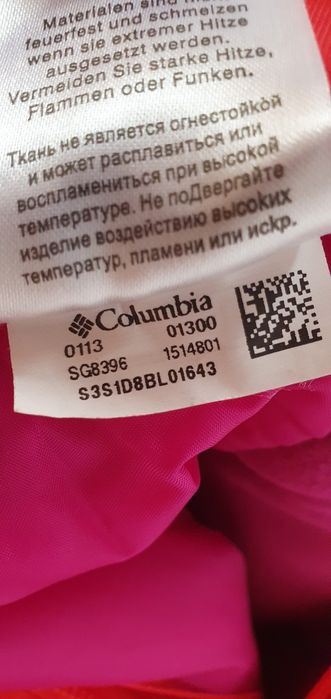 Materialen sind nicht
feuerfest und schmelzen
wenn sie extremer Hitze
ausgesetzt werden.
Vermeiden Sie starke Hitze,
Flammen oder Funken.
Ткань не является огнестойкой
и может расплавиться или
воспламениться при высокой
температуре. Не подвергайте
изделие воздействию высоких
температур, пламени или искр.
Columbia
0113 01300
SG8396 1514801
S3S1D8BL01643